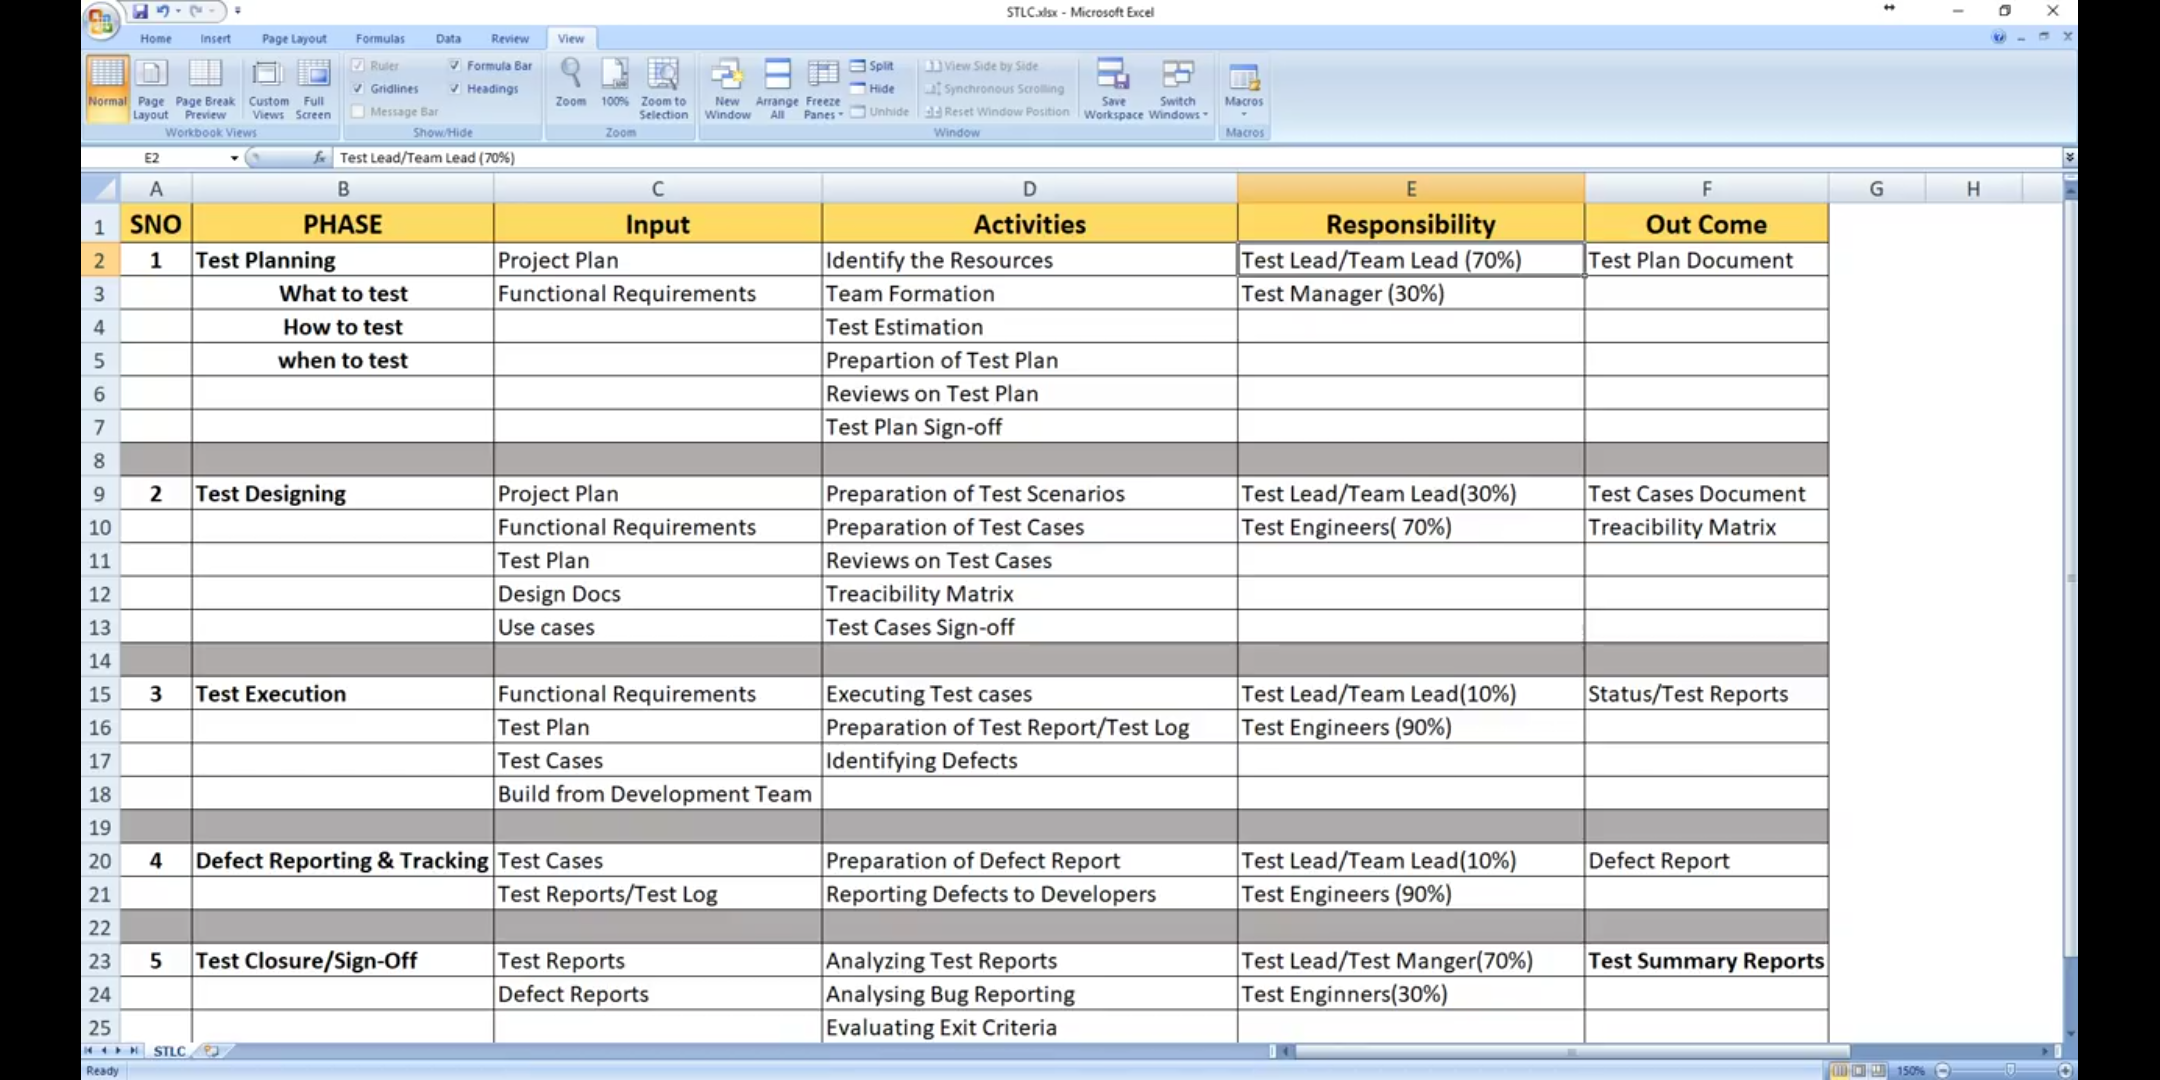 STLC.xlsx - Microsoft Excel
Home Insert Page Layout Formulas Data Review View
Ruler Formula Bar Split View Side by Side
Gridlines Headings Hide Synchronous Scrolling
Message Bar Unhide Reset Window Position
Normal Page Layout Page Break Preview Custom Views Full Screen Zoom 100% Zoom to Selection New Window Arrange All Freeze Panes Save Workspace Switch Windows Macros
Workbook Views Show/Hide Zoom Window Macros
E2 fx Test Lead/Team Lead (70%)
A B C D E F G H
1 SNO PHASE Input Activities Responsibility Out Come
2 1 Test Planning Project Plan Identify the Resources Test Lead/Team Lead (70%) Test Plan Document
3 What to test Functional Requirements Team Formation Test Manager (30%)
4 How to test Test Estimation
5 when to test Prepartion of Test Plan
6 Reviews on Test Plan
7 Test Plan Sign-off
8
9 2 Test Designing Project Plan Preparation of Test Scenarios Test Lead/Team Lead(30%) Test Cases Document
10 Functional Requirements Preparation of Test Cases Test Engineers( 70%) Treacibility Matrix
11 Test Plan Reviews on Test Cases
12 Design Docs Treacibility Matrix
13 Use cases Test Cases Sign-off
14
15 3 Test Execution Functional Requirements Executing Test cases Test Lead/Team Lead(10%) Status/Test Reports
16 Test Plan Preparation of Test Report/Test Log Test Engineers (90%)
17 Test Cases Identifying Defects
18 Build from Development Team
19
20 4 Defect Reporting & Tracking Test Cases Preparation of Defect Report Test Lead/Team Lead(10%) Defect Report
21 Test Reports/Test Log Reporting Defects to Developers Test Engineers (90%)
22
23 5 Test Closure/Sign-Off Test Reports Analyzing Test Reports Test Lead/Test Manger(70%) Test Summary Reports
24 Defect Reports Analysing Bug Reporting Test Enginners(30%)
25 Evaluating Exit Criteria
STLC
Ready 150%